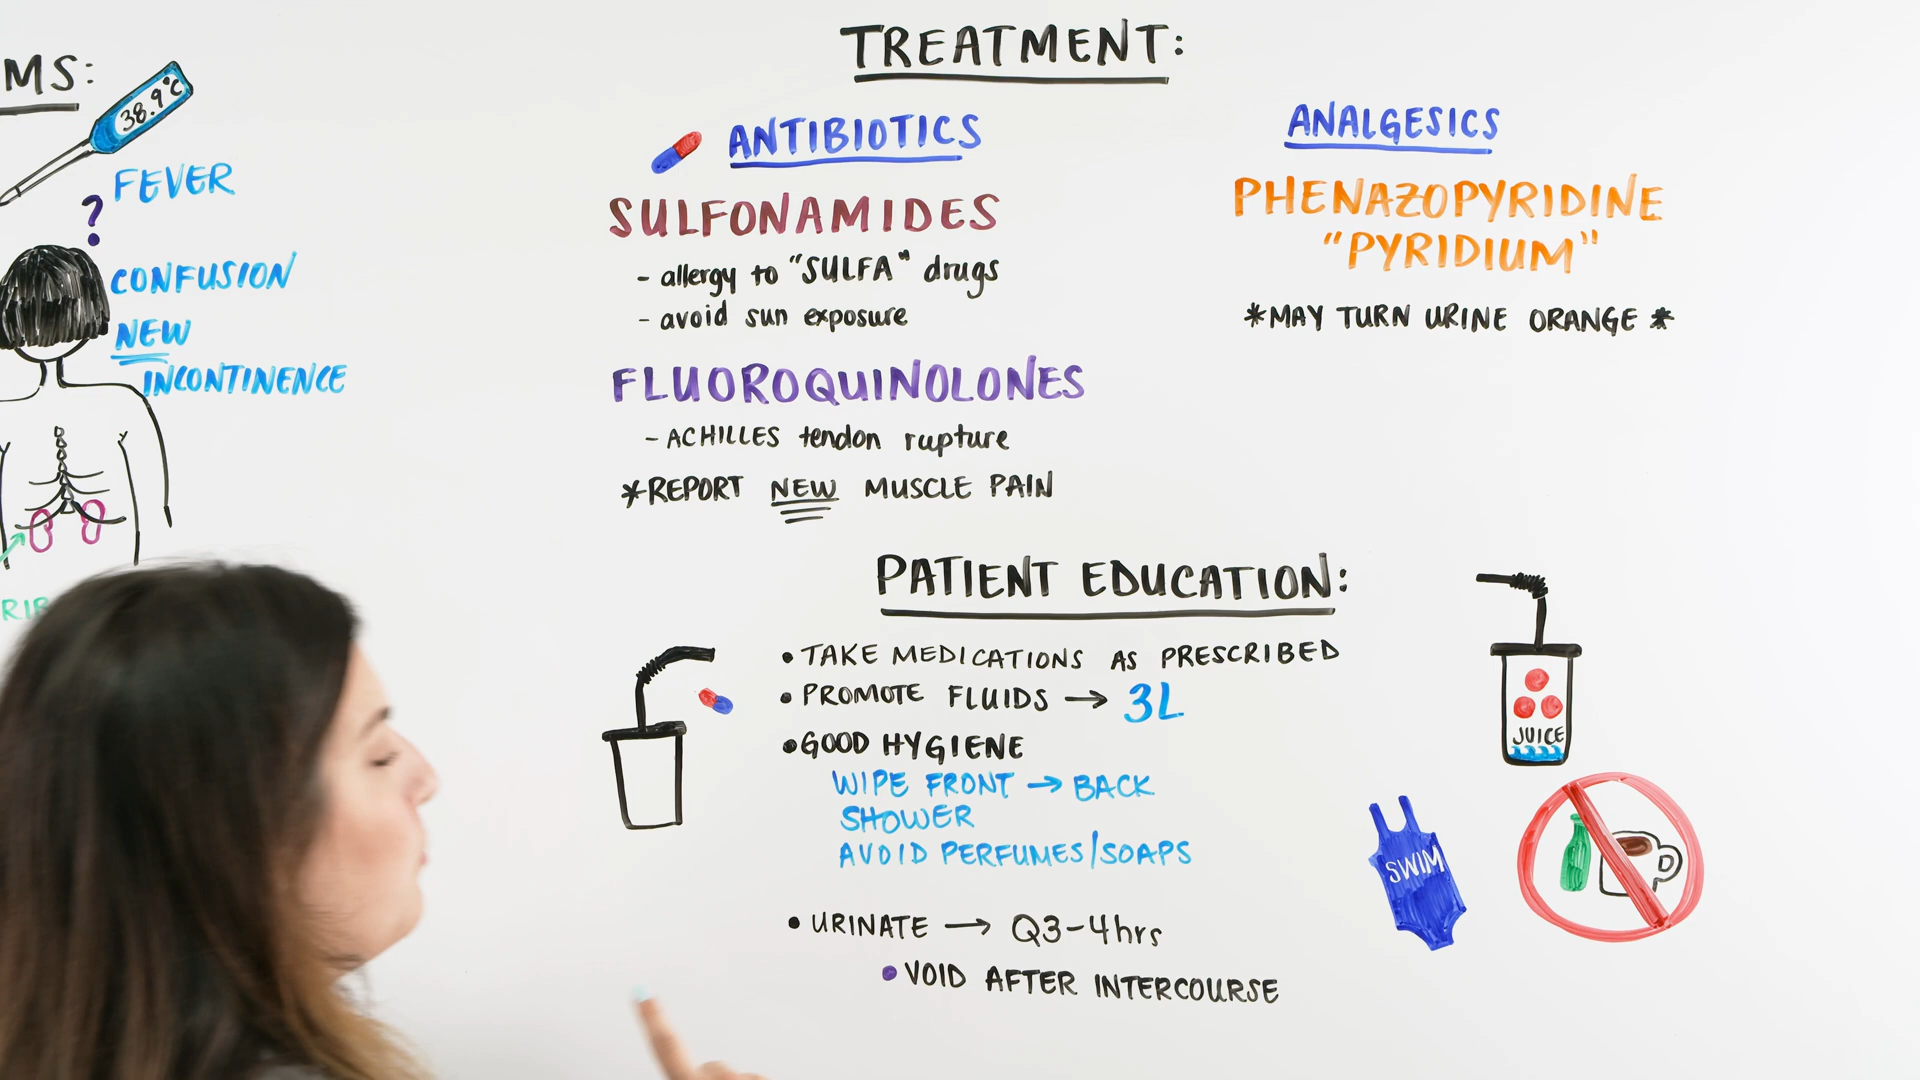 MS:
38.9°C
FEVER
?
CONFUSION
NEW
INCONTINENCE
RIB
TREATMENT:
ANTIBIOTICS
SULFONAMIDES
- allergy to "SULFA" drugs
- avoid sun exposure
FLUOROQUINOLONES
- ACHILLES tendon rupture
*REPORT NEW MUSCLE PAIN
ANALGESICS
PHENAZOPYRIDINE
"PYRIDIUM"
*MAY TURN URINE ORANGE*
PATIENT EDUCATION:
• TAKE MEDICATIONS AS PRESCRIBED
• PROMOTE FLUIDS → 3L
• GOOD HYGIENE
WIPE FRONT → BACK
SHOWER
AVOID PERFUMES/SOAPS
• URINATE → Q3-4hrs
• VOID AFTER INTERCOURSE
JUICE
SWIM